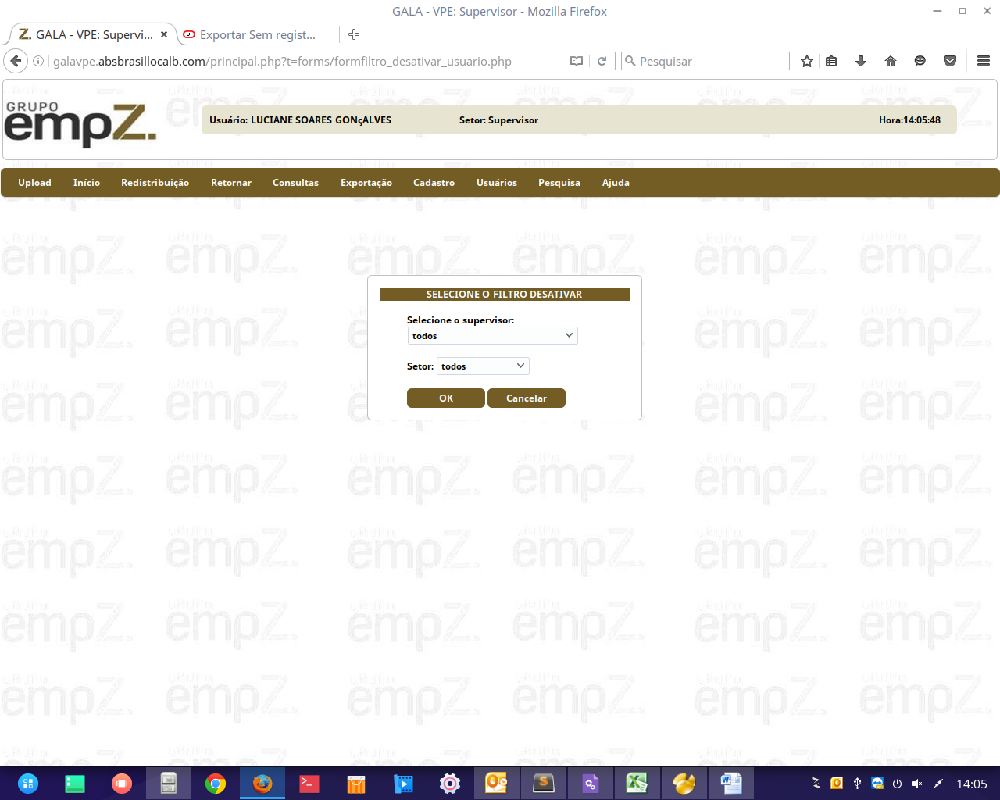 GALA - VPE: Supervisor - Mozilla Firefox
GALA - VPE: Supervi...
Exportar Sem regist...
galavpe.absbrasillocalb.com/principal.php?t=forms/formfiltro_desativar_usuario.php
Pesquisar
GRUPO
empZ.
Usuário: LUCIANE SOARES GONçALVES
Setor: Supervisor
Hora:14:05:48
Upload
Início
Redistribuição
Retornar
Consultas
Exportação
Cadastro
Usuários
Pesquisa
Ajuda
SELECIONE O FILTRO DESATIVAR
Selecione o supervisor:
todos
Setor: todos
OK
Cancelar
14:05